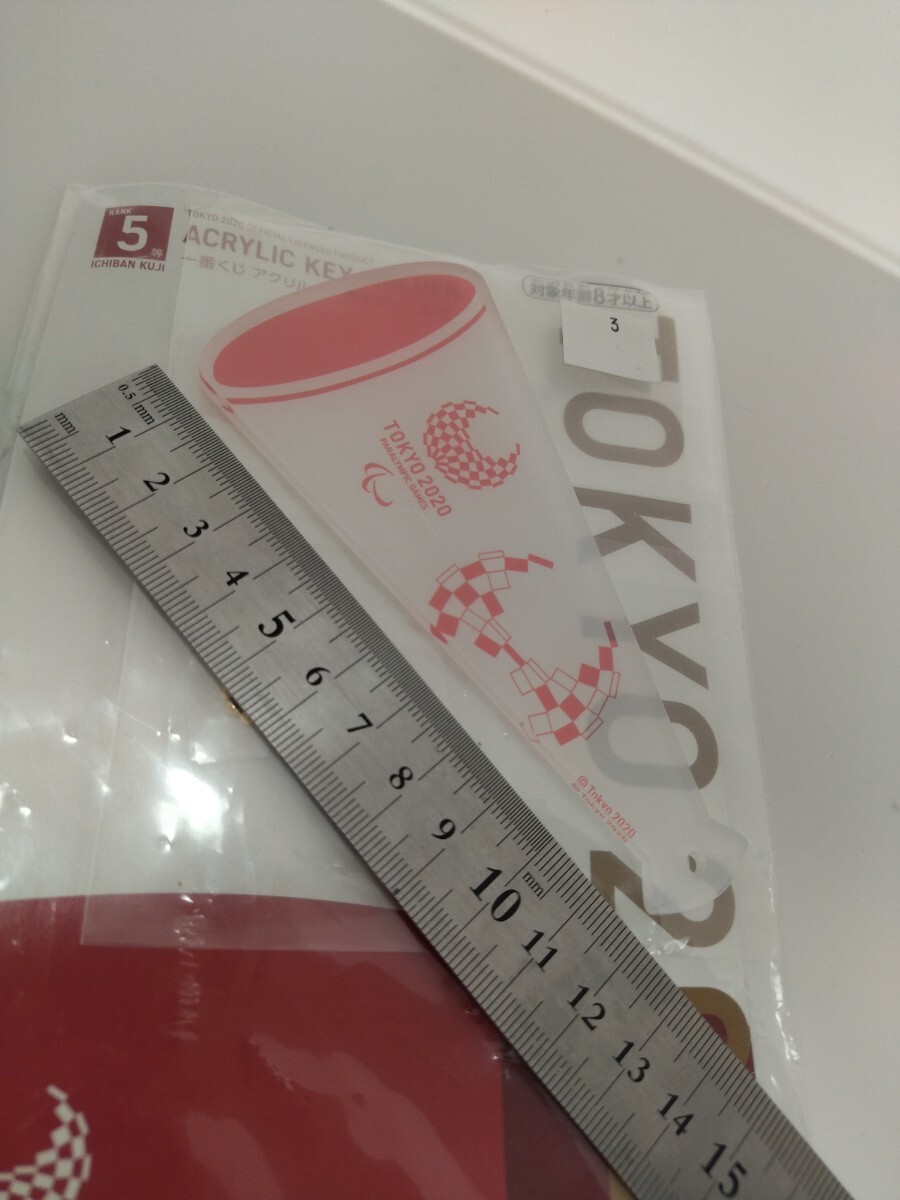 RANK
5等
ICHIBAN KUJI
TOKYO 2020 OFFICIAL LICENSED PRODUCT
ACRYLIC KEY
一番くじ アクリル
対象年齢8才以上
3
TOKYO
TOKYO 2020
PARALYMPIC GAMES
© Tokyo 2020
0.5 mm
mm
1
2
3
4
5
6
7
8
9
10
mm
11
12
13
14
15